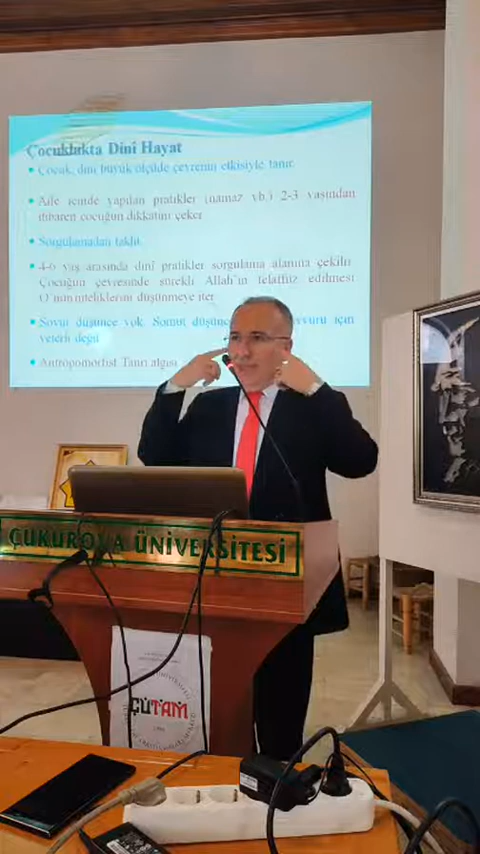 Çocuklukta Dinî Hayat
Çocuk, dini büyük ölçüde çevrenin etkisiyle tanır.
Aile içinde yapılan pratikler (namaz vb.) 2-3 yaşından
itibaren çocuğun dikkatini çeker.
Sorgulamadan taklit
4-6 yaş arasında dinî pratikler sorgulama alanına çekilir.
Çocuğun çevresinde sürekli Allah'ın telaffuz edilmesi
O'nun niteliklerini düşünmeye iter.
Soyut düşünce yok. Somut düşünce için
yeterli değil
Antropomorfist Tanrı algısı
ÇUKUROVA ÜNİVERSİTESİ
ÇÜTAM